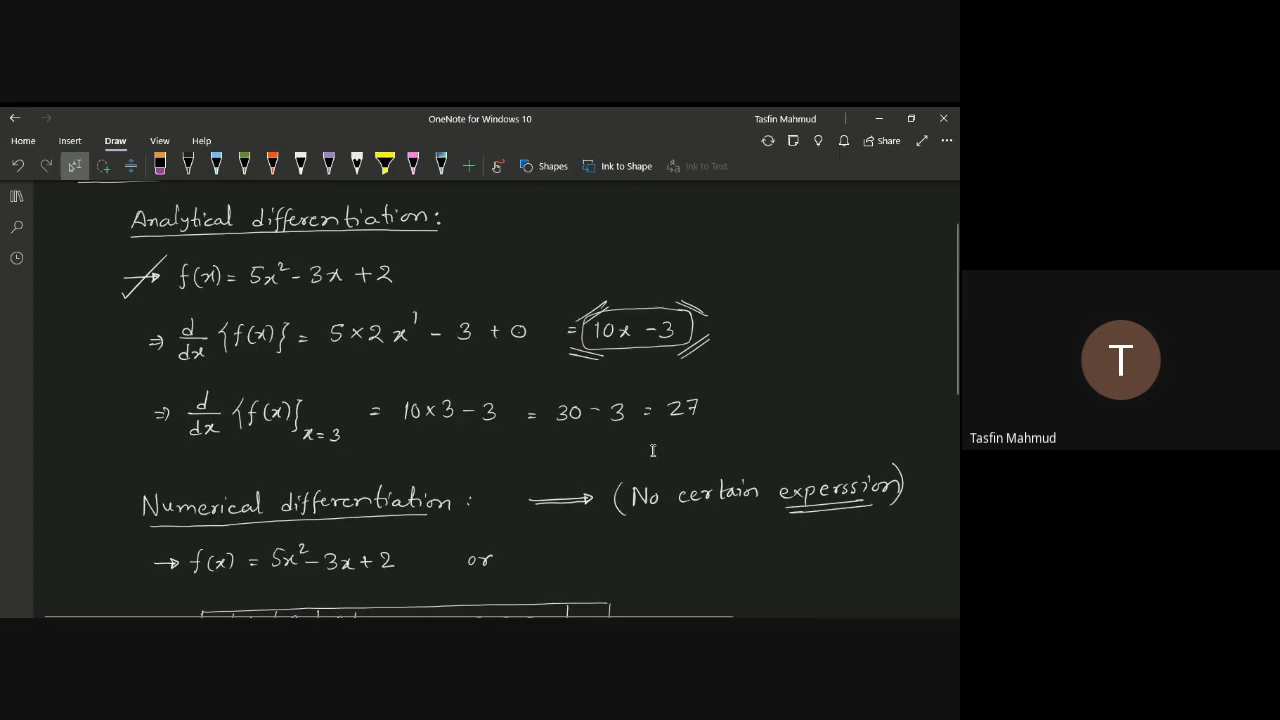 OneNote for Windows 10
Tasfin Mahmud
Home Insert Draw View Help
Share
Shapes Ink to Shape Ink to Text
Analytical differentiation:
→ f(x) = 5x² - 3x + 2
⇒ d/dx {f(x)} = 5 × 2 x¹ - 3 + 0 = 10x - 3
⇒ d/dx {f(x)}ₓ₌₃ = 10 × 3 - 3 = 30 - 3 = 27
Numerical differentiation: ⟹ (No certain experssion)
→ f(x) = 5x² - 3x + 2 or
T
Tasfin Mahmud